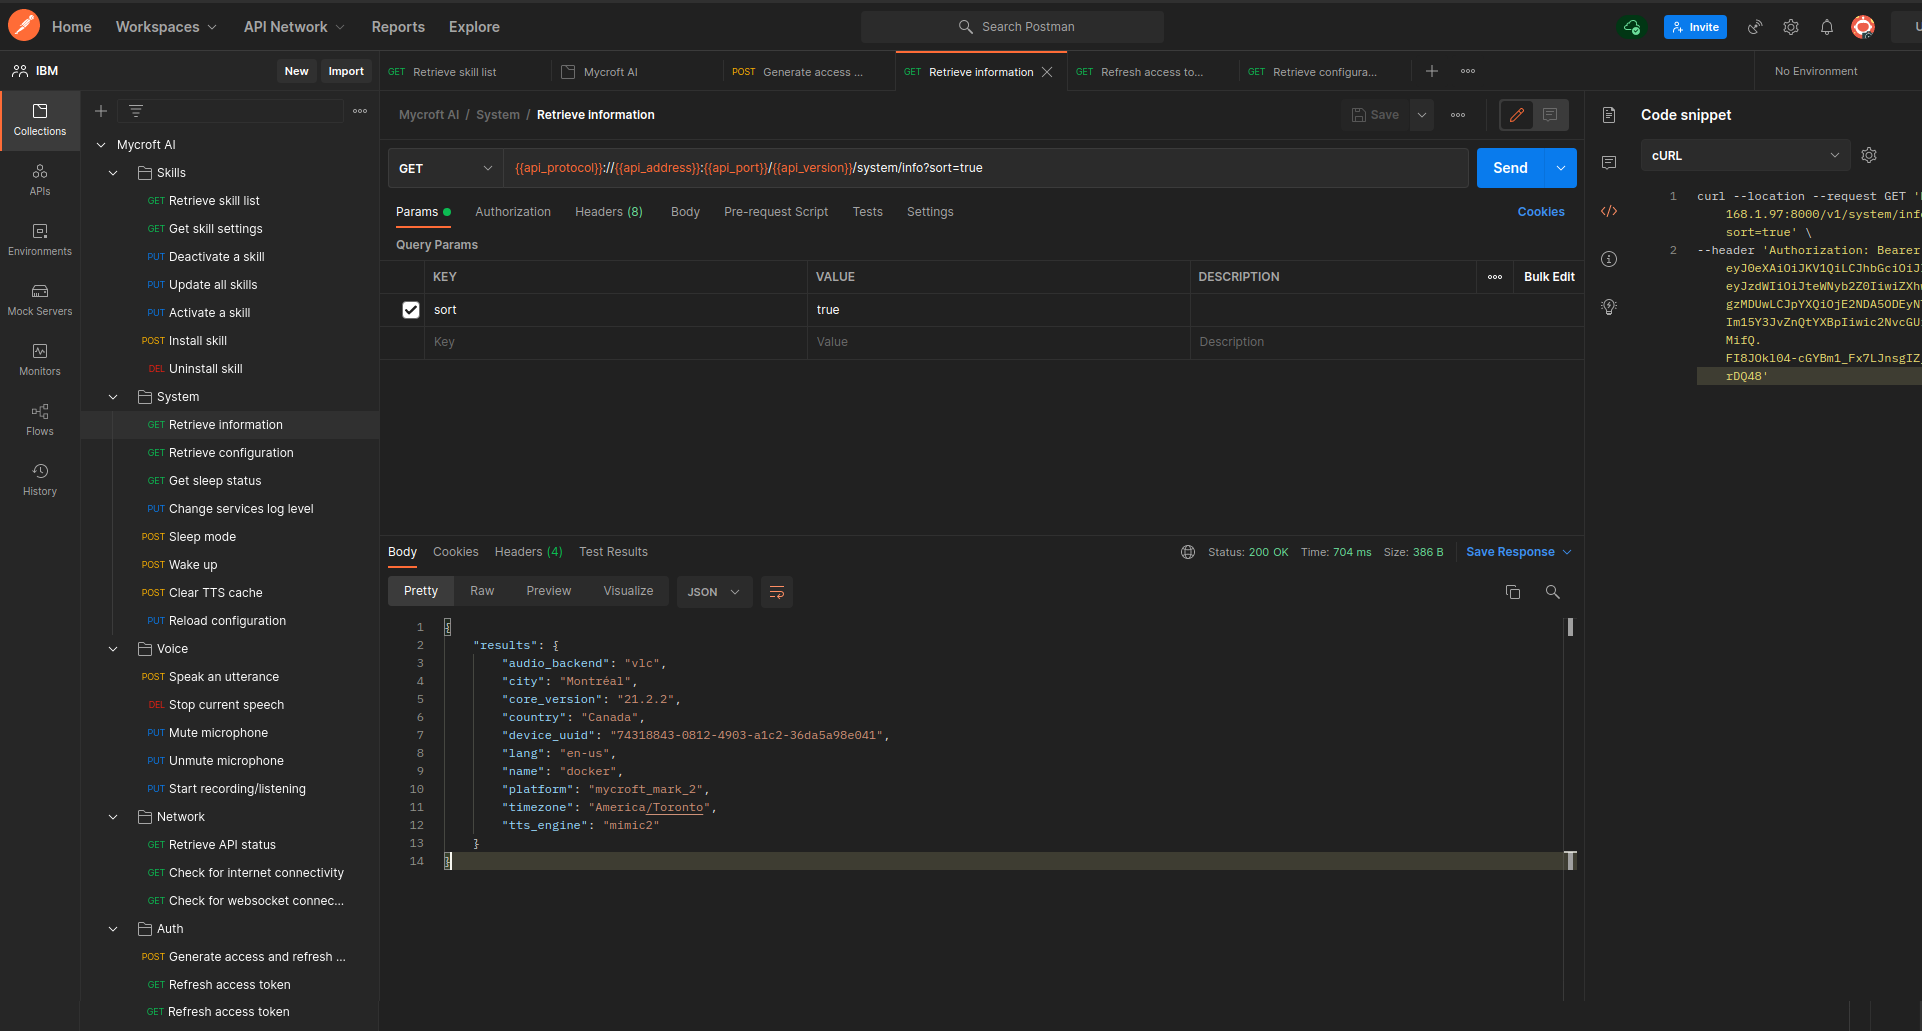 Home Workspaces API Network Reports Explore
Search Postman
Invite
IBM
New Import
GET Retrieve skill list
Mycroft AI
POST Generate access ...
GET Retrieve information
GET Refresh access to...
GET Retrieve configura...
No Environment
Collections
APIs
Environments
Mock Servers
Monitors
Flows
History
Mycroft AI
Skills
GET Retrieve skill list
GET Get skill settings
PUT Deactivate a skill
PUT Update all skills
PUT Activate a skill
POST Install skill
DEL Uninstall skill
System
GET Retrieve information
GET Retrieve configuration
GET Get sleep status
PUT Change services log level
POST Sleep mode
POST Wake up
POST Clear TTS cache
PUT Reload configuration
Voice
POST Speak an utterance
DEL Stop current speech
PUT Mute microphone
PUT Unmute microphone
PUT Start recording/listening
Network
GET Retrieve API status
GET Check for internet connectivity
GET Check for websocket connec...
Auth
POST Generate access and refresh ...
GET Refresh access token
GET Refresh access token
Mycroft AI / System / Retrieve information
Save
GET {{api_protocol}}://{{api_address}}:{{api_port}}/{{api_version}}/system/info?sort=true
Send
Params Authorization Headers (8) Body Pre-request Script Tests Settings
Cookies
Query Params
KEY VALUE DESCRIPTION Bulk Edit
sort true
Key Value Description
Body Cookies Headers (4) Test Results
Status: 200 OK Time: 704 ms Size: 386 B Save Response
Pretty Raw Preview Visualize JSON
1 {
2 "results": {
3 "audio_backend": "vlc",
4 "city": "Montréal",
5 "core_version": "21.2.2",
6 "country": "Canada",
7 "device_uuid": "74318843-0812-4903-a1c2-36da5a98e041",
8 "lang": "en-us",
9 "name": "docker",
10 "platform": "mycroft_mark_2",
11 "timezone": "America/Toronto",
12 "tts_engine": "mimic2"
13 }
14 }
Code snippet
cURL
1 curl --location --request GET '
168.1.97:8000/v1/system/info
sort=true' \
2 --header 'Authorization: Bearer
eyJ0eXAiOiJKV1QiLCJhbGciOiJ
eyJzdWIiOiJteWNyb2Z0IiwiZXh
gzMDUwLCJpYXQiOjE2NDA5ODEyN
Im15Y3JvZnQtYXBpIiwic2NvcGU
MifQ.
FI8JOkl04-cGYBm1_Fx7LJnsgIZ
rDQ48'